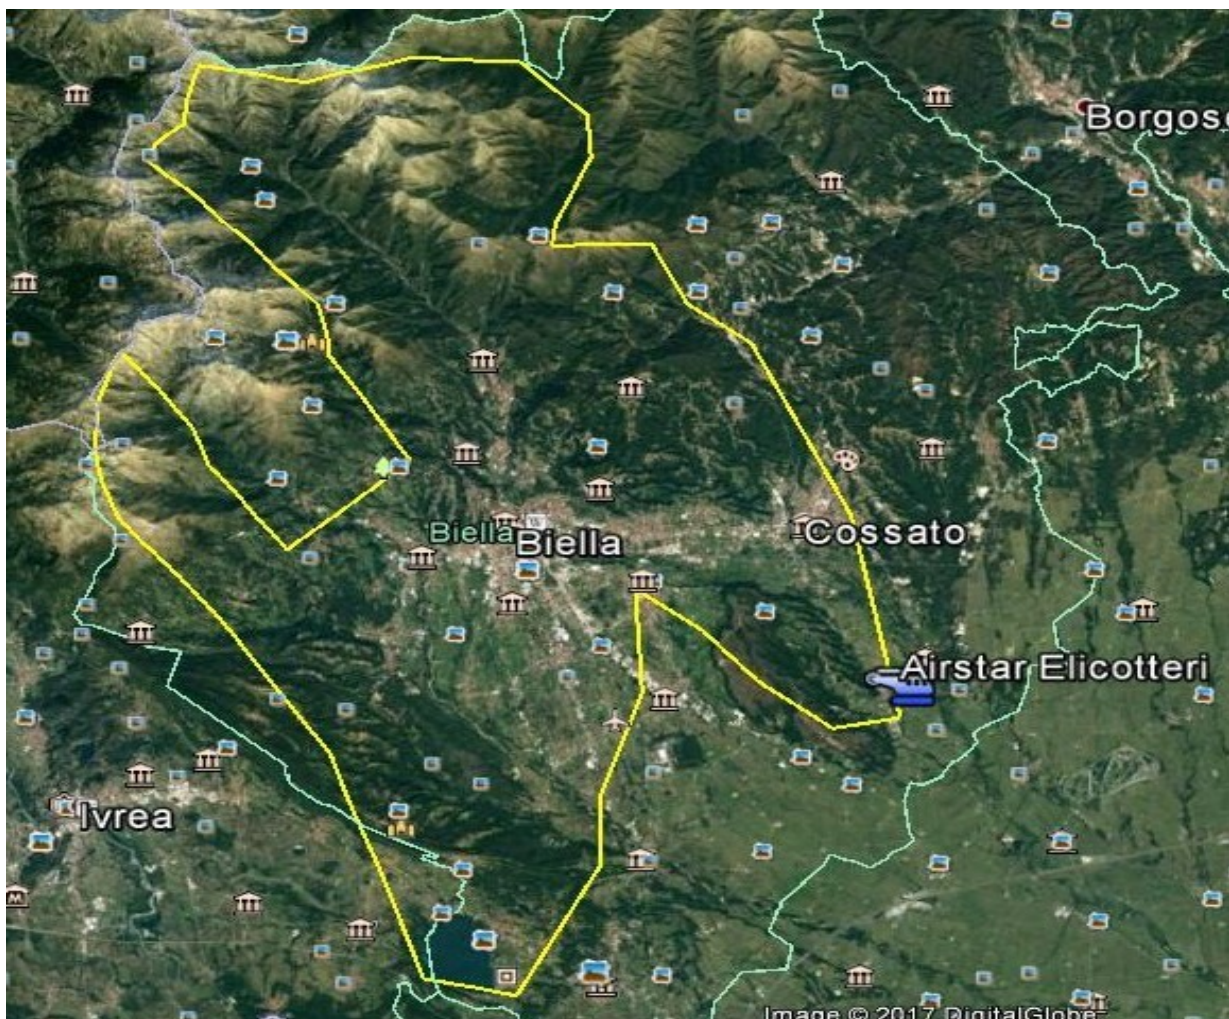 Borgos
Biella
Biella
Cossato
Airstar Elicotteri
Ivrea
Image © 2017 DigitalGlobe